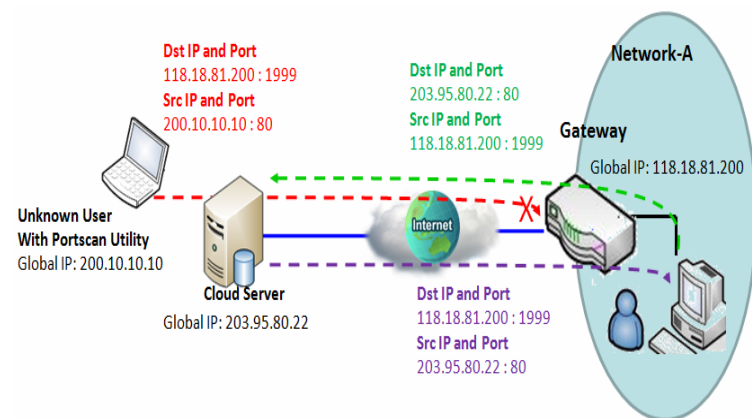 Network-A
Dst IP and Port
118.18.81.200 : 1999
Src IP and Port
200.10.10.10 : 80
Dst IP and Port
203.95.80.22 : 80
Src IP and Port
118.18.81.200 : 1999
Gateway
Global IP: 118.18.81.200
Unknown User
With Portscan Utility
Global IP: 200.10.10.10
Internet
Cloud Server
Global IP: 203.95.80.22
Dst IP and Port
118.18.81.200 : 1999
Src IP and Port
203.95.80.22 : 80